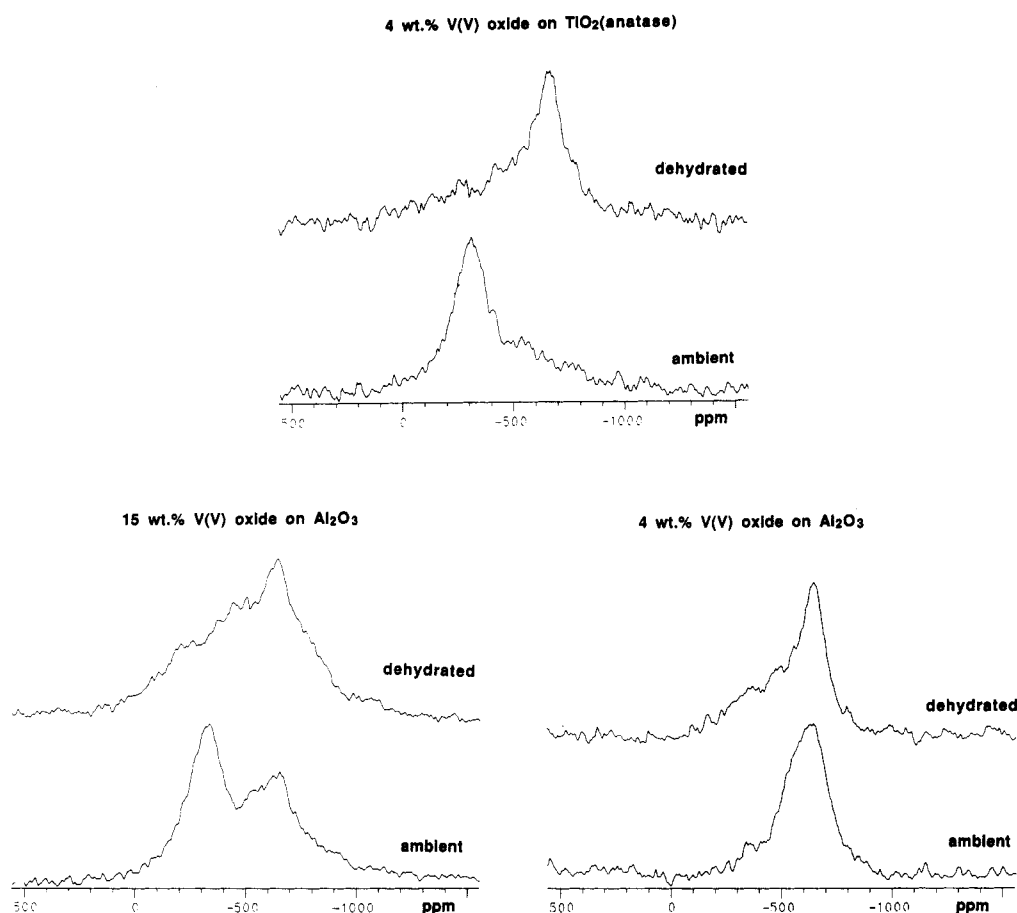 4 wt.% V(V) oxide on TiO₂(anatase)
dehydrated
ambient
500 0 -500 -1000 ppm
15 wt.% V(V) oxide on Al₂O₃
dehydrated
ambient
500 0 -500 -1000 ppm
4 wt.% V(V) oxide on Al₂O₃
dehydrated
ambient
500 0 -500 -1000 ppm